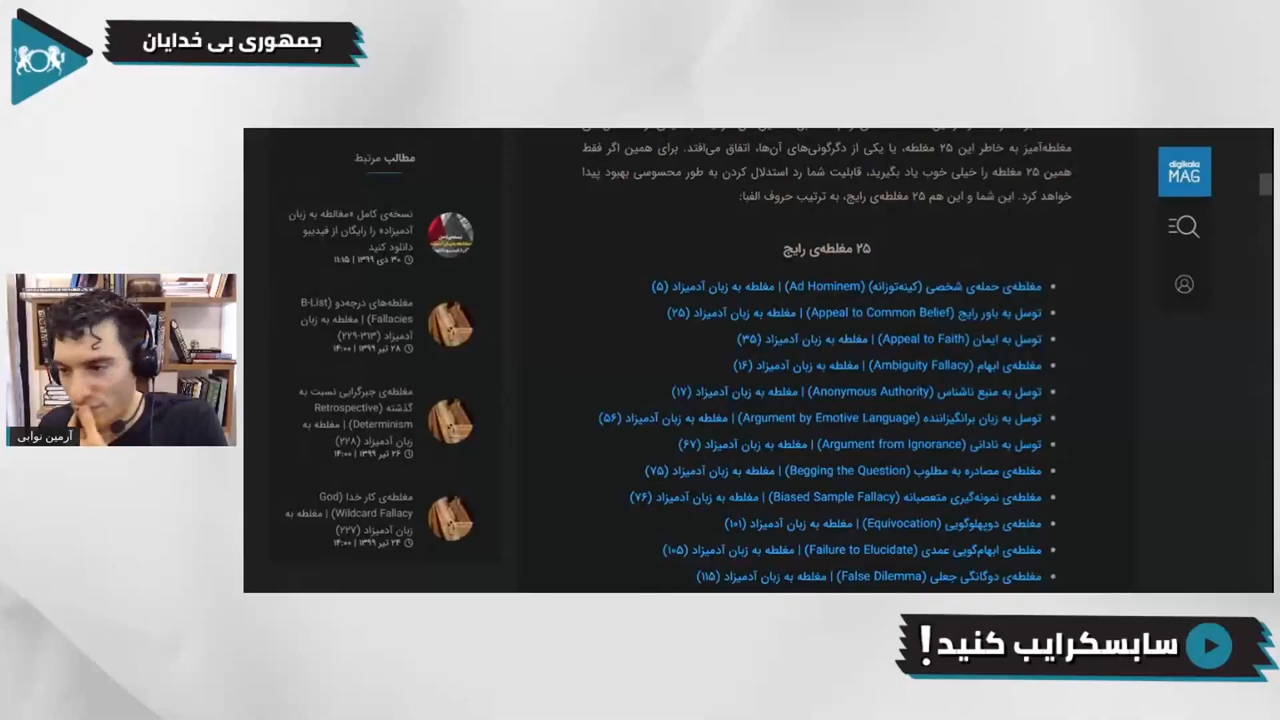 جمهوری بی خدایان
مغلطه‌آمیز به خاطر این ۲۵ مغلطه، یا یکی از دگرگونی‌های آن‌ها، اتفاق می‌افتد. برای همین اگر فقط
همین ۲۵ مغلطه را خیلی خوب یاد بگیرید، قابلیت شما رد استدلال کردن به طور محسوسی بهبود پیدا
خواهد کرد. این شما و این هم ۲۵ مغلطه‌ی رایج، به ترتیب حروف الفبا:
۲۵ مغلطه‌ی رایج
مغلطه‌ی حمله‌ی شخصی (کینه‌توزانه) (Ad Hominem) | مغلطه به زبان آدمیزاد (۵)
توسل به باور رایج (Appeal to Common Belief) | مغلطه به زبان آدمیزاد (۲۵)
توسل به ایمان (Appeal to Faith) | مغلطه به زبان آدمیزاد (۳۵)
مغلطه‌ی ابهام (Ambiguity Fallacy) | مغلطه به زبان آدمیزاد (۱۶)
توسل به منبع ناشناس (Anonymous Authority) | مغلطه به زبان آدمیزاد (۱۷)
توسل به زبان برانگیزاننده (Argument by Emotive Language) | مغلطه به زبان آدمیزاد (۵۶)
توسل به نادانی (Argument from Ignorance) | مغلطه به زبان آدمیزاد (۶۷)
مغلطه‌ی مصادره به مطلوب (Begging the Question) | مغلطه به زبان آدمیزاد (۷۵)
مغلطه‌ی نمونه‌گیری متعصبانه (Biased Sample Fallacy) | مغلطه به زبان آدمیزاد (۷۶)
مغلطه‌ی دوپهلوگویی (Equivocation) | مغلطه به زبان آدمیزاد (۱۰۱)
مغلطه‌ی ابهام‌گویی عمدی (Failure to Elucidate) | مغلطه به زبان آدمیزاد (۱۰۵)
مغلطه‌ی دوگانگی جعلی (False Dilemma) | مغلطه به زبان آدمیزاد (۱۱۵)
مطالب مرتبط
نسخه‌ی کامل «مغالطه به زبان
آدمیزاد» را رایگان از فیدیبو
دانلود کنید
۳۰ دی ۱۳۹۹ | ۱۱:۱۵
مغلطه‌های درجه‌دو (B-List
Fallacies) | مغلطه به زبان
آدمیزاد (۳۱۳-۲۲۹)
۲۸ تیر ۱۳۹۹ | ۱۴:۰۰
مغلطه‌ی جبرگرایی نسبت به
گذشته (Retrospective
Determinism) | مغلطه به
زبان آدمیزاد (۲۲۸)
۲۶ تیر ۱۳۹۹ | ۱۴:۰۰
مغلطه‌ی کار خدا (God
Wildcard Fallacy) | مغلطه به
زبان آدمیزاد (۲۲۷)
۲۴ تیر ۱۳۹۹ | ۱۴:۰۰
digikala
MAG
آرمین نوابی
سابسکرایب کنید!